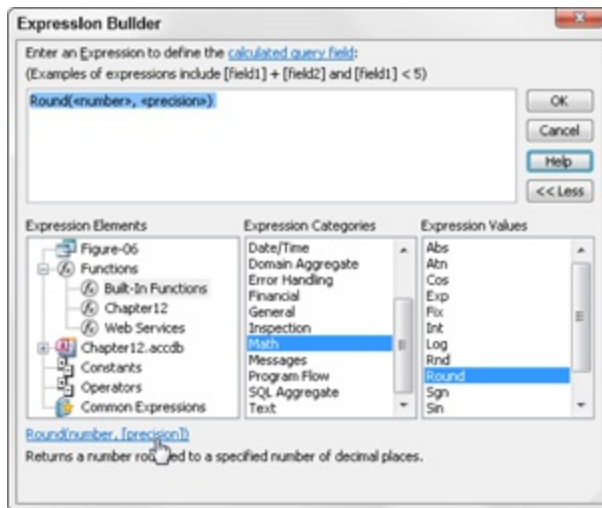 Expression Builder
Enter an Expression to define the calculated query field:
(Examples of expressions include [field1] + [field2] and [field1] < 5)
Round(«number», «precision»)
OK
Cancel
Help
<< Less
Expression Elements
Figure-06
Functions
Built-In Functions
Chapter12
Web Services
Chapter12.accdb
Constants
Operators
Common Expressions
Expression Categories
Date/Time
Domain Aggregate
Error Handling
Financial
General
Inspection
Math
Messages
Program Flow
SQL Aggregate
Text
Expression Values
Abs
Atn
Cos
Exp
Fix
Int
Log
Rnd
Round
Sgn
Sin
Round(number, [precision])
Returns a number rounded to a specified number of decimal places.